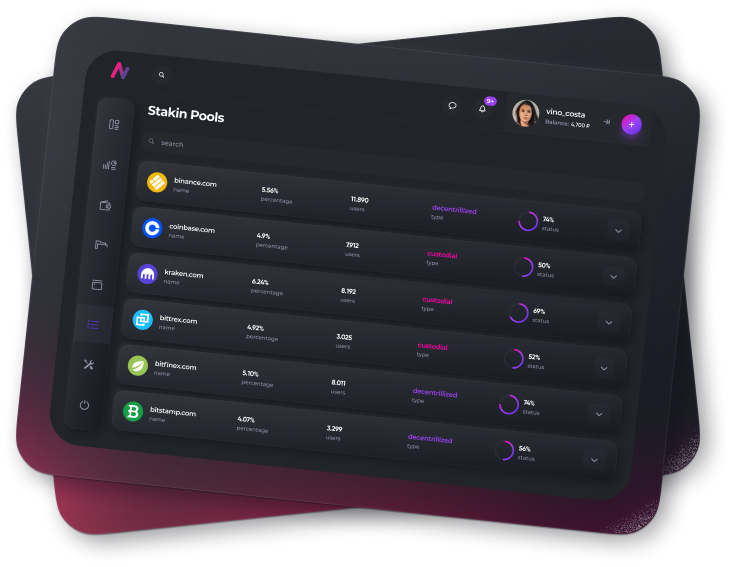 9+
vino_costa
Balance: 4,700 ₽
Stakin Pools
search
binance.com
name
5.56%
percentage
11.890
users
decentrillized
type
74%
status
coinbase.com
name
4.9%
percentage
7.912
users
custodial
type
50%
status
kraken.com
name
6.24%
percentage
8.192
users
custodial
type
69%
status
bittrex.com
name
4.92%
percentage
3.025
users
custodial
type
52%
status
bitfinex.com
name
5.10%
percentage
8.011
users
decentrillized
type
74%
status
bitstamp.com
name
4.07%
percentage
3.299
users
decentrillized
type
56%
status